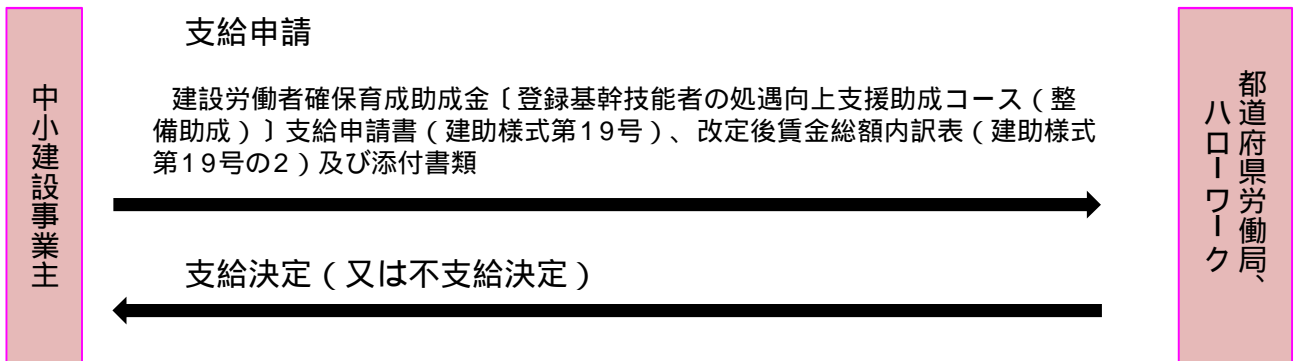 中小建設事業主
支給申請
建設労働者確保育成助成金〔登録基幹技能者の処遇向上支援助成コース(整
備助成)〕支給申請書(建助様式第19号)、改定後賃金総額内訳表(建助様式
第19号の2)及び添付書類
支給決定(又は不支給決定)
都道府県労働局、
ハローワーク